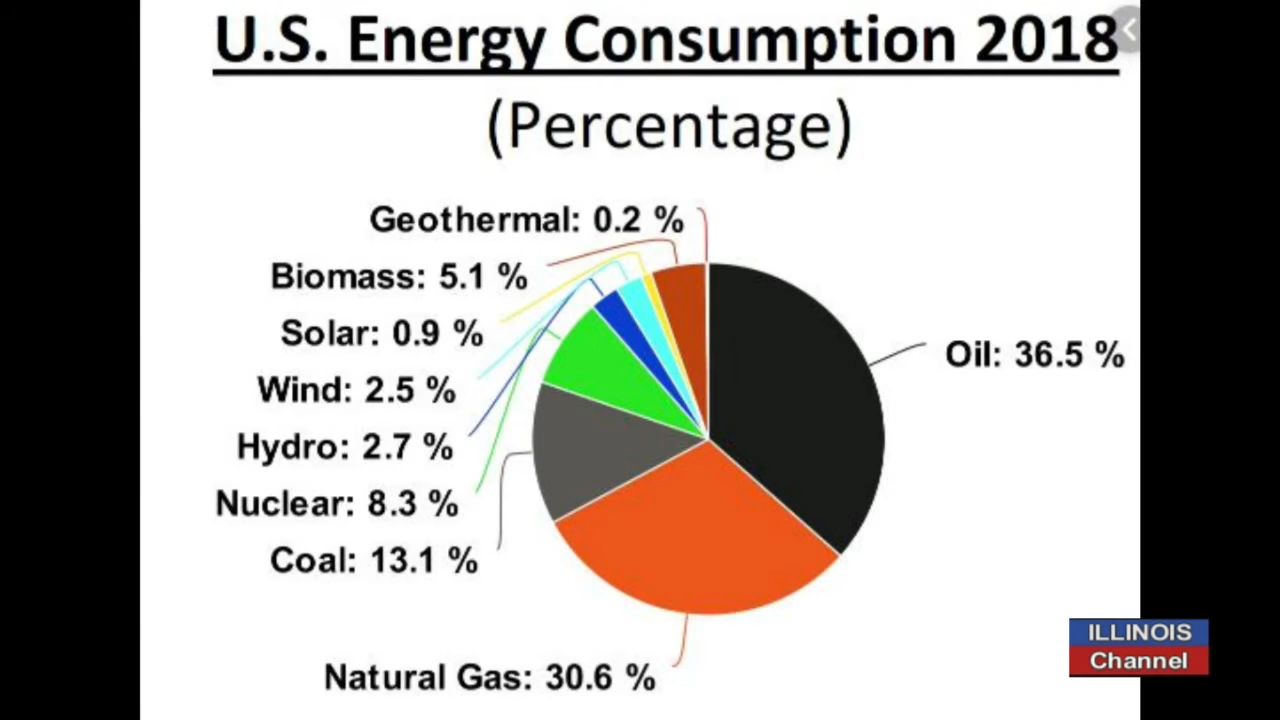 U.S. Energy Consumption 2018
(Percentage)
Geothermal: 0.2 %
Biomass: 5.1 %
Solar: 0.9 %
Oil: 36.5 %
Wind: 2.5 %
Hydro: 2.7 %
Nuclear: 8.3 %
Coal: 13.1 %
ILLINOIS
Channel
Natural Gas: 30.6 %